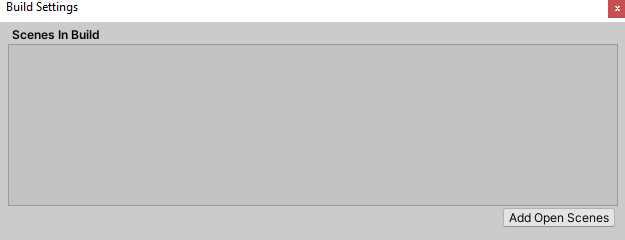 Build Settings
x
Scenes In Build
Add Open Scenes